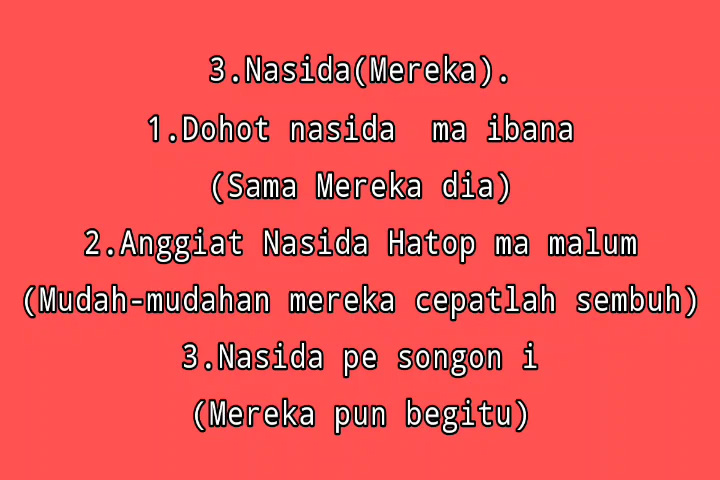 3.Nasida(Mereka).
1.Dohot nasida  ma ibana
(Sama Mereka dia)
2.Anggiat Nasida Hatop ma malum
(Mudah-mudahan mereka cepatlah sembuh)
3.Nasida pe songon i
(Mereka pun begitu)